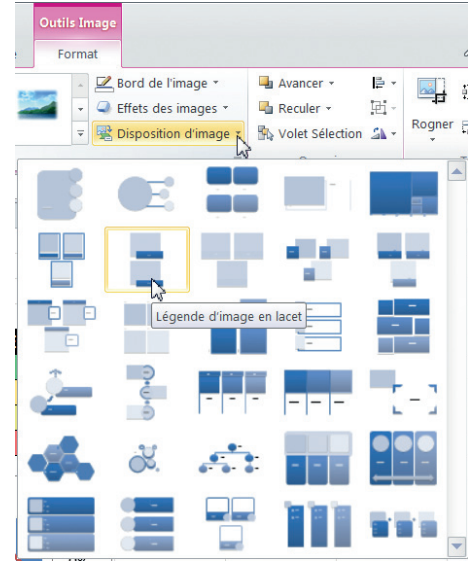 Outils Image
Format
Bord de l'image
Avancer
Effets des images
Reculer
Disposition d'image
Volet Sélection
Rogner
Légende d'image en lacet